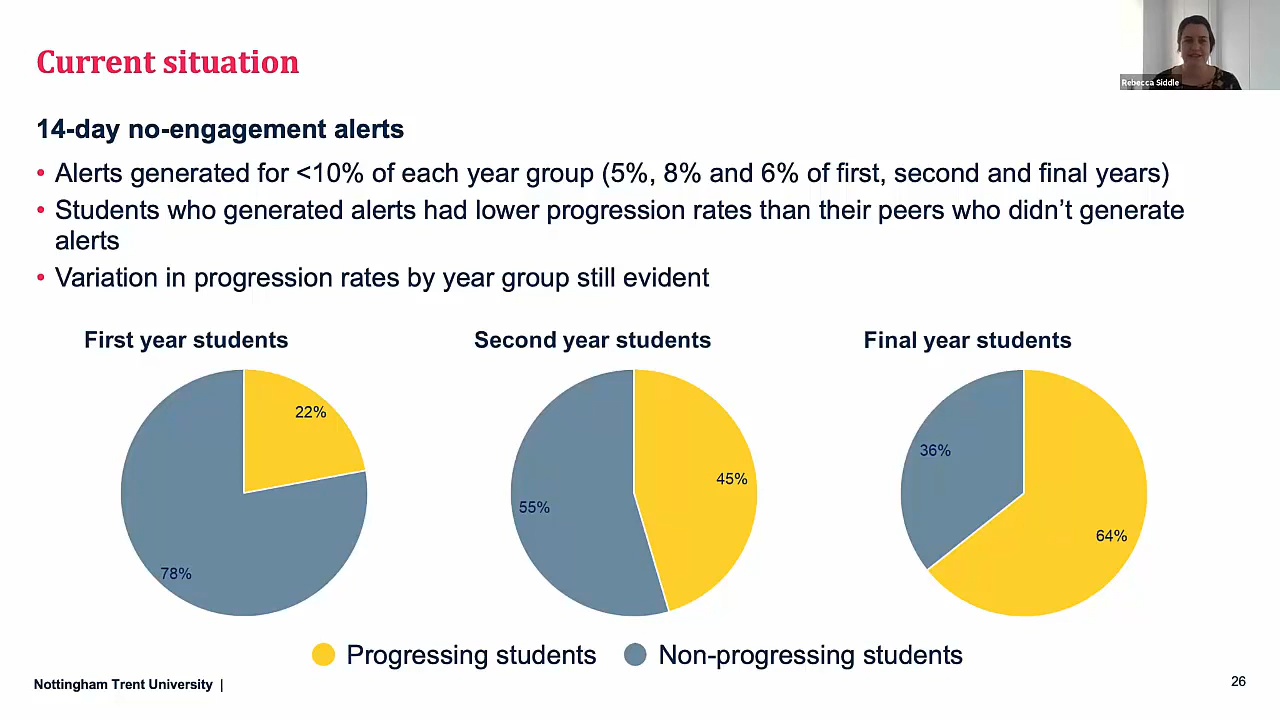 Current situation
Rebecca Siddle
14-day no-engagement alerts
• Alerts generated for <10% of each year group (5%, 8% and 6% of first, second and final years)
• Students who generated alerts had lower progression rates than their peers who didn’t generate
alerts
• Variation in progression rates by year group still evident
First year students
22%
78%
Second year students
45%
55%
Final year students
36%
64%
Progressing students
Non-progressing students
Nottingham Trent University |
26